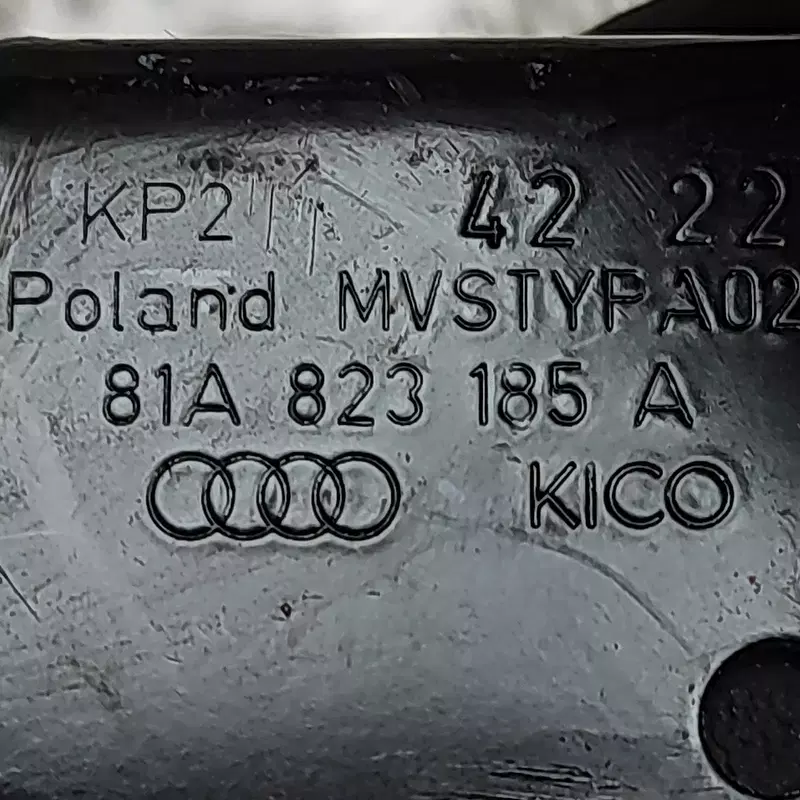 KP2 42 22
Poland MVSTYPA02
81A 823 185 A
KICO